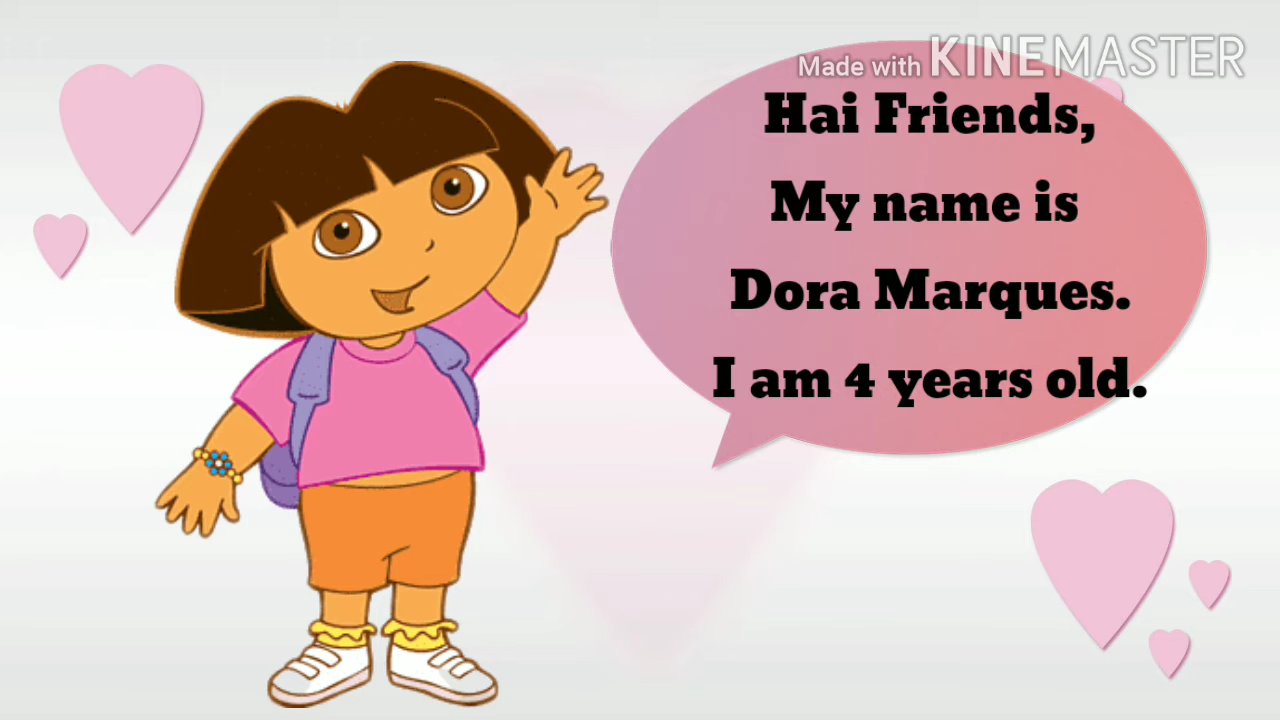 Made with KINEMASTER
Hai Friends,
My name is
Dora Marques.
I am 4 years old.